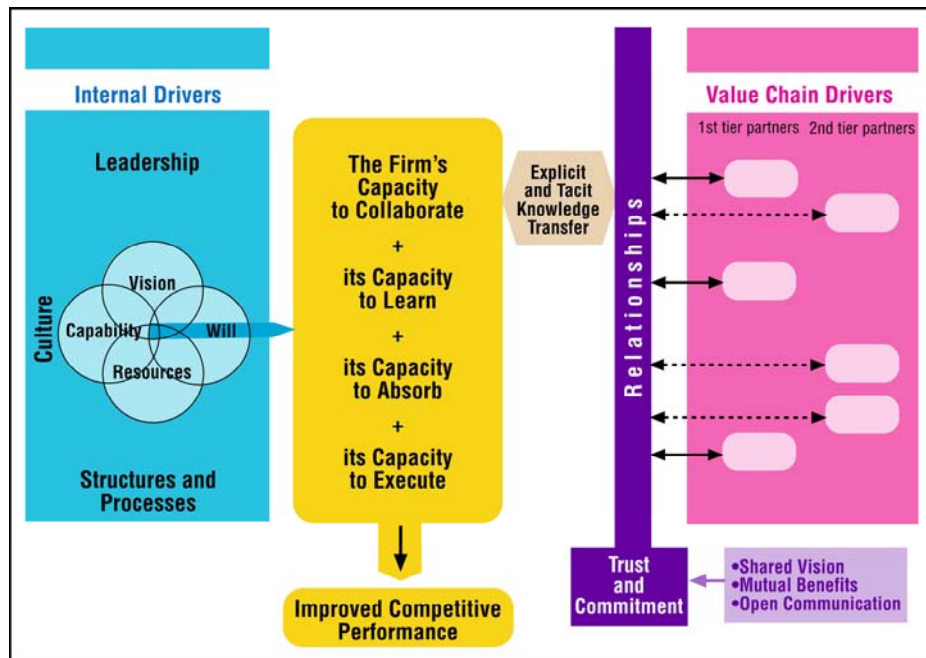 Internal Drivers
Leadership
Culture
Vision
Capability
Will
Resources
Structures and
Processes
The Firm's
Capacity
to Collaborate
+
its Capacity
to Learn
+
its Capacity
to Absorb
+
its Capacity
to Execute
Improved Competitive
Performance
Explicit
and Tacit
Knowledge
Transfer
Relationships
Trust
and
Commitment
•Shared Vision
•Mutual Benefits
•Open Communication
Value Chain Drivers
1st tier partners
2nd tier partners